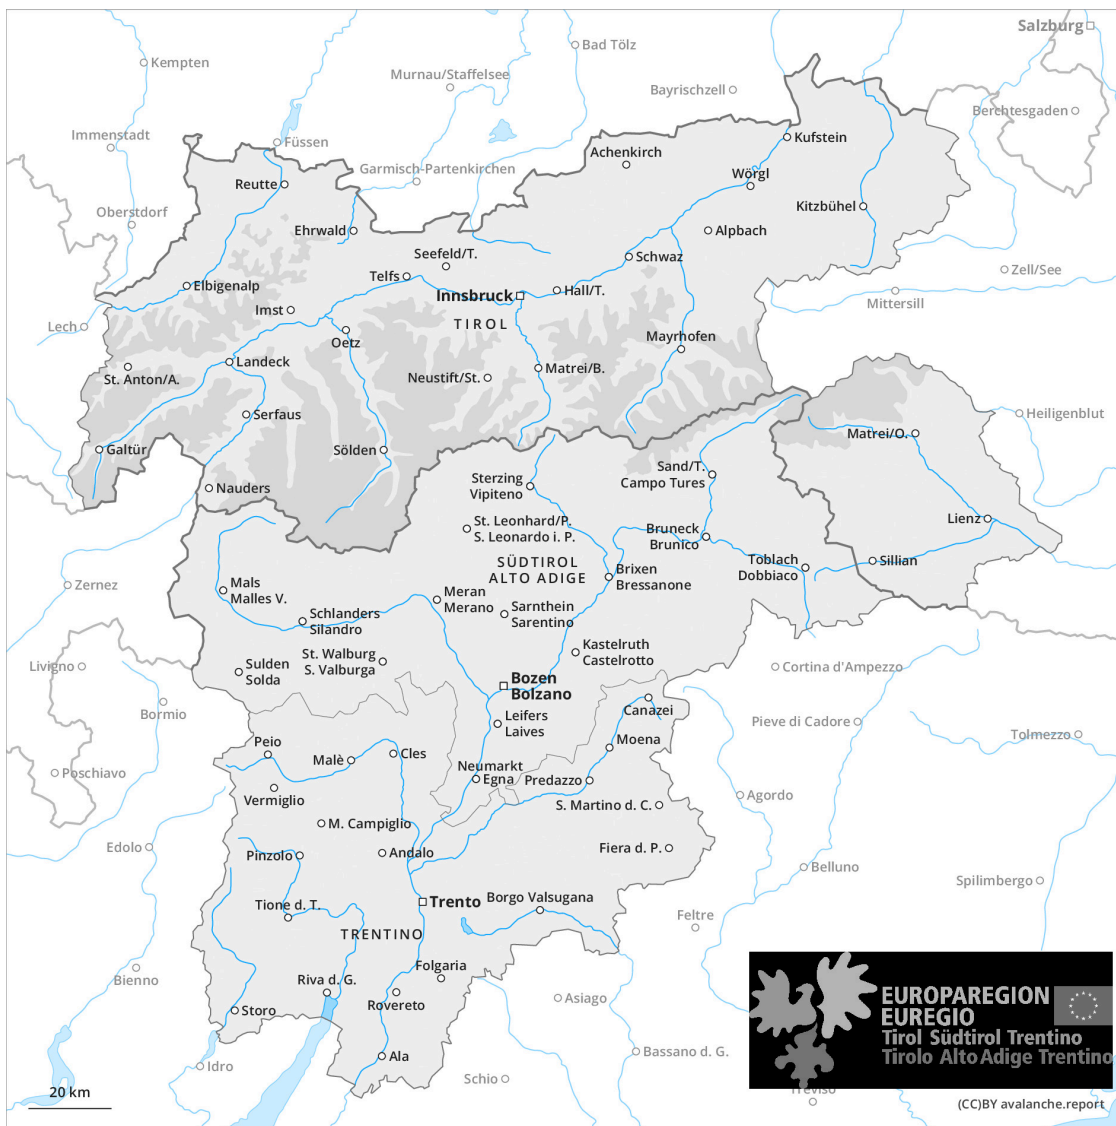 Salzburg
Bad Tölz
Kempten
Murnau/Staffelsee
Bayrischzell
Berchtesgaden
Immenstadt
Füssen
Kufstein
Achenkirch
Garmisch-Partenkirchen
Wörgl
Reutte
Oberstdorf
Kitzbühel
Ehrwald
Alpbach
Seefeld/T.
Schwaz
Zell/See
Telfs
Elbigenalp
Hall/T.
Innsbruck
Mittersill
Imst
TIROL
Lech
Oetz
Mayrhofen
Landeck
Matrei/B.
St. Anton/A.
Neustift/St.
Serfaus
Heiligenblut
Matrei/O.
Galtür
Sölden
Sand/T.
Campo Tures
Sterzing
Vipiteno
Nauders
Lienz
St. Leonhard/P.
S. Leonardo i. P.
Bruneck
Brunico
SÜDTIROL
ALTO ADIGE
Toblach
Dobbiaco
Sillian
Brixen
Bressanone
Zernez
Mals
Malles V.
Meran
Merano
Sarnthein
Sarentino
Schlanders
Silandro
Kastelruth
Castelrotto
St. Walburg
S. Valburga
Livigno
Sulden
Solda
Cortina d'Ampezzo
Bozen
Bolzano
Canazei
Bormio
Leifers
Laives
Pieve di Cadore
Tolmezzo
Peio
Moena
Cles
Malè
Poschiavo
Neumarkt
Egna
Predazzo
Vermiglio
Agordo
S. Martino d. C.
M. Campiglio
Edolo
Fiera d. P.
Pinzolo
Andalo
Belluno
Spilimbergo
Borgo Valsugana
Trento
Tione d. T.
Feltre
TRENTINO
Folgaria
Bienno
Riva d. G.
Rovereto
Asiago
Storo
EUROPAREGION
EUREGIO
Tirol Südtirol Trentino
Tirolo Alto Adige Trentino
Ala
Bassano d. G.
Idro
Schio
Treviso
20 km
(CC)BY avalanche.report